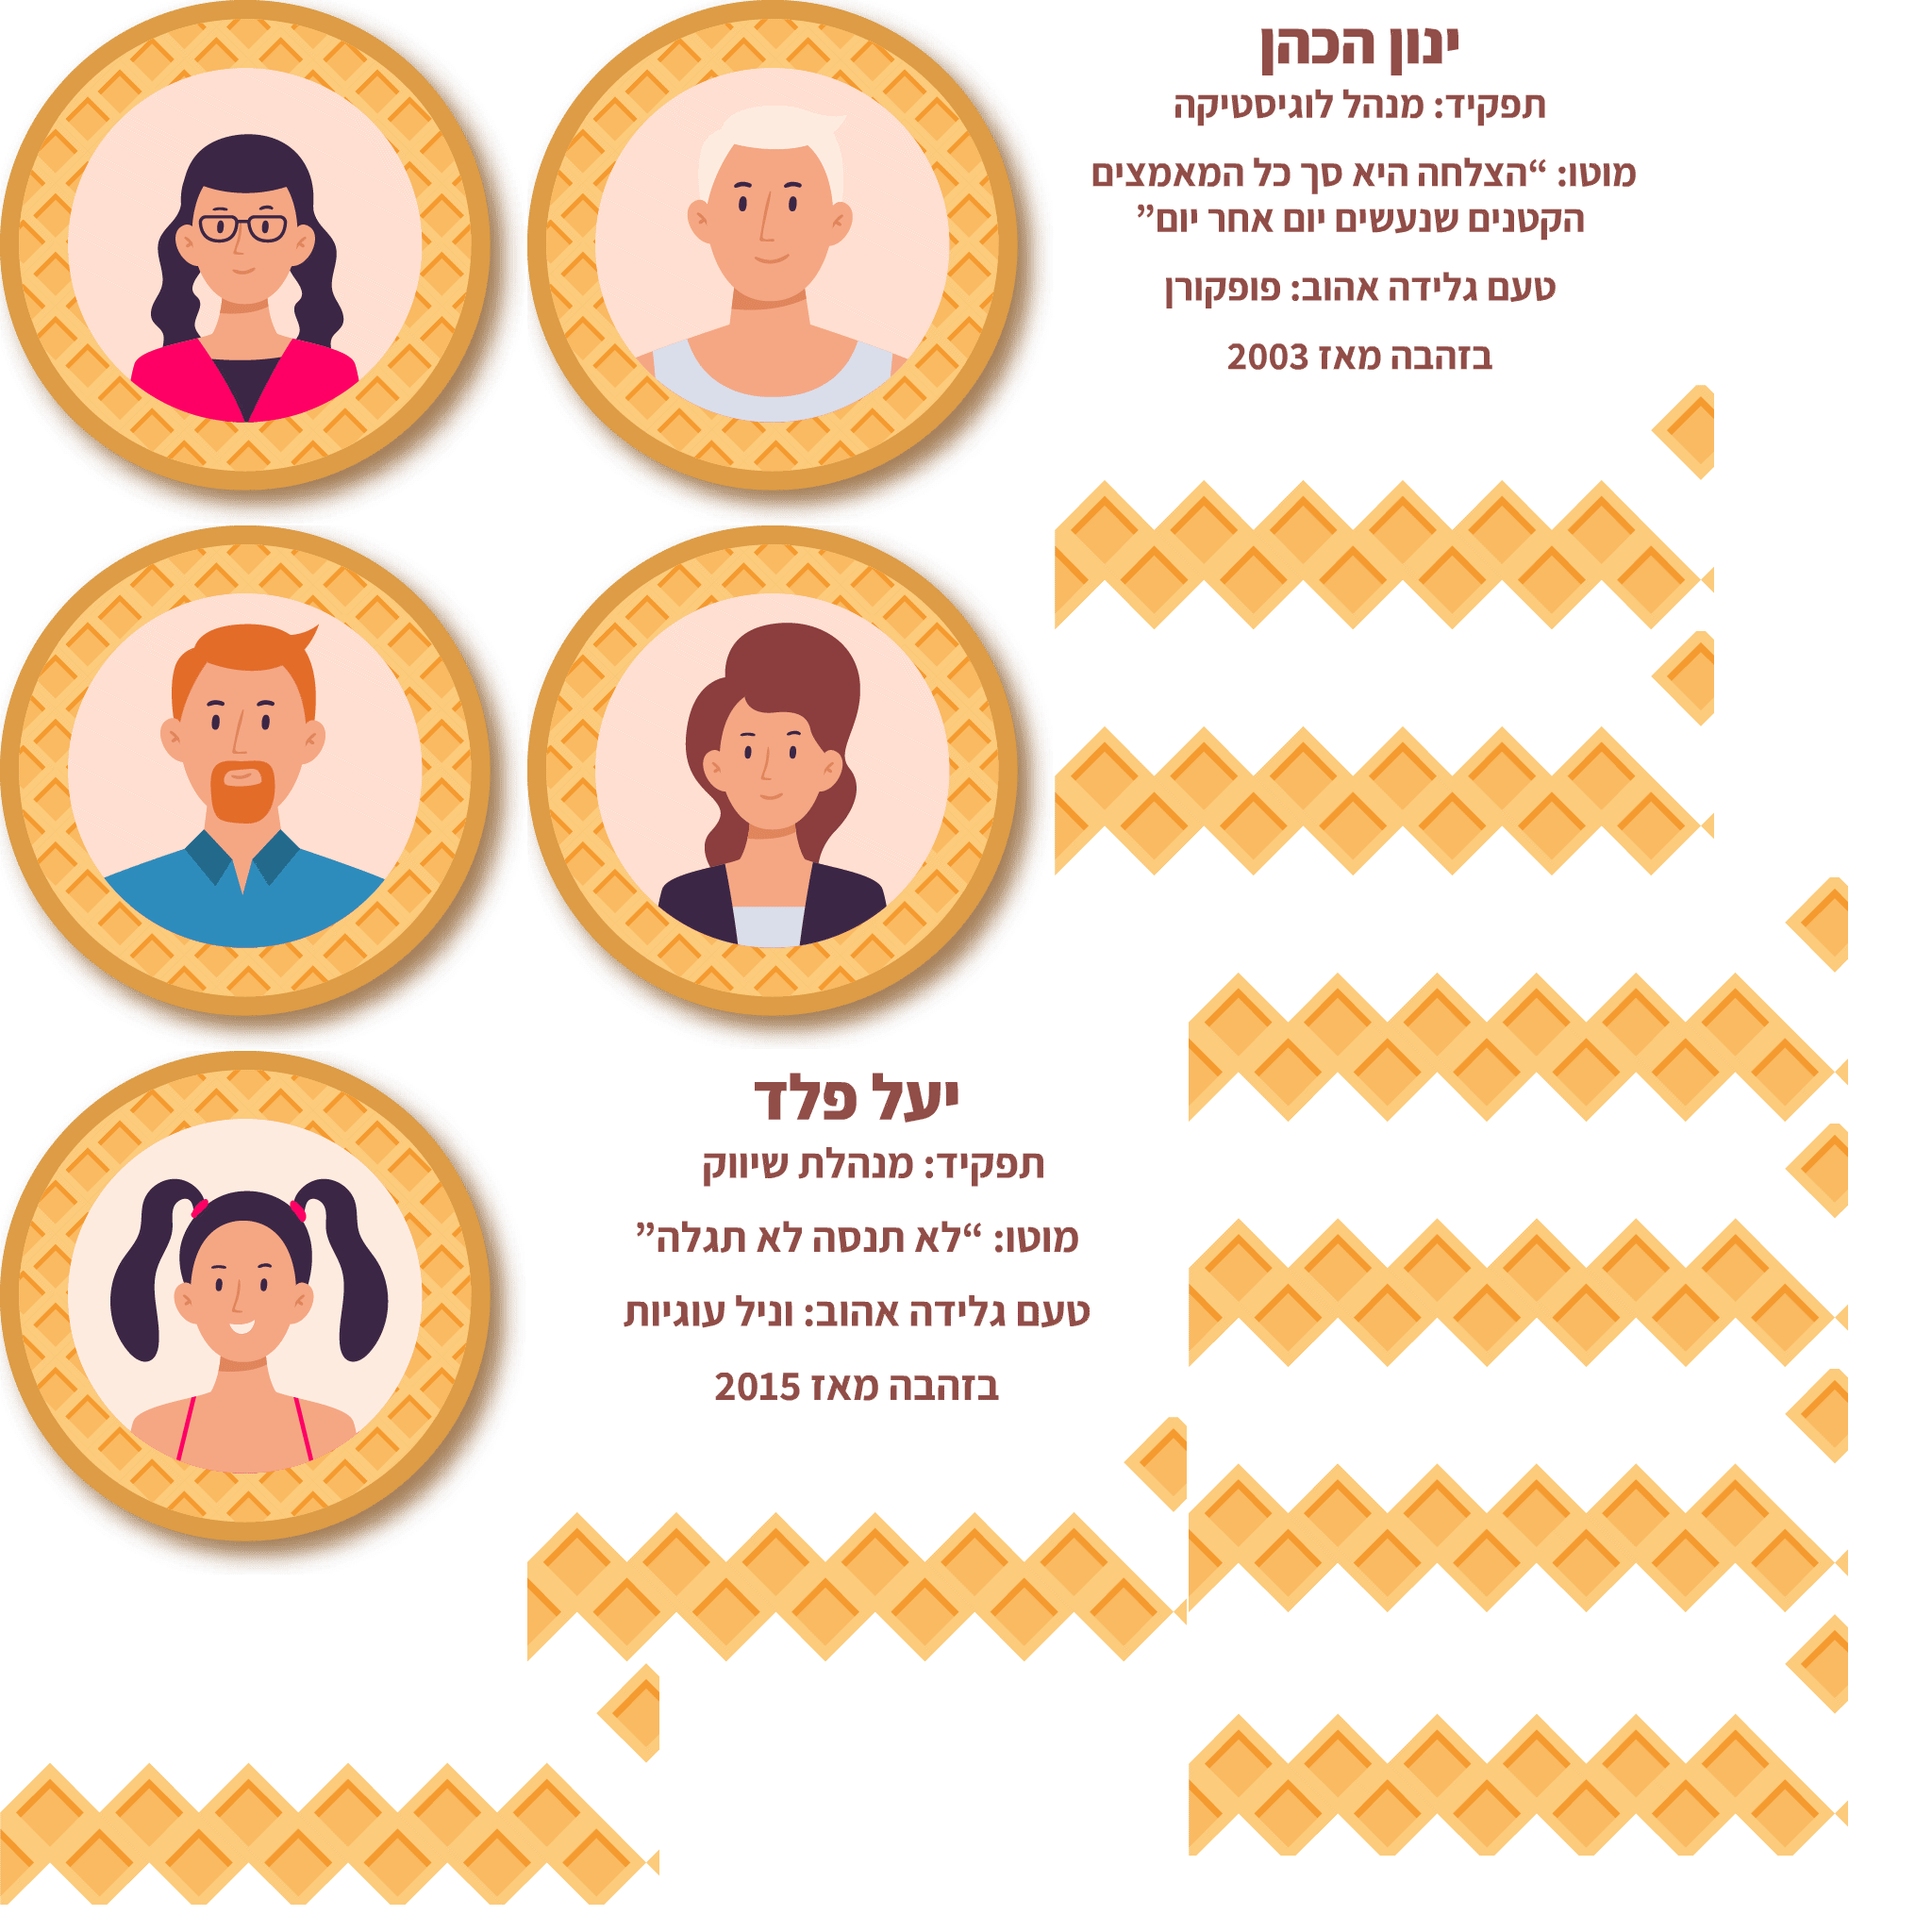 ינון הכהן
תפקיד: מנהל לוגיסטיקה
מוטו: “הצלחה היא סך כל המאמצים
הקטנים שנעשים יום אחר יום”
טעם גלידה אהוב: פופקורן
בזהבה מאז 2003
יעל פלד
תפקיד: מנהלת שיווק
מוטו: “לא תנסה לא תגלה”
טעם גלידה אהוב: וניל עוגיות
בזהבה מאז 2015